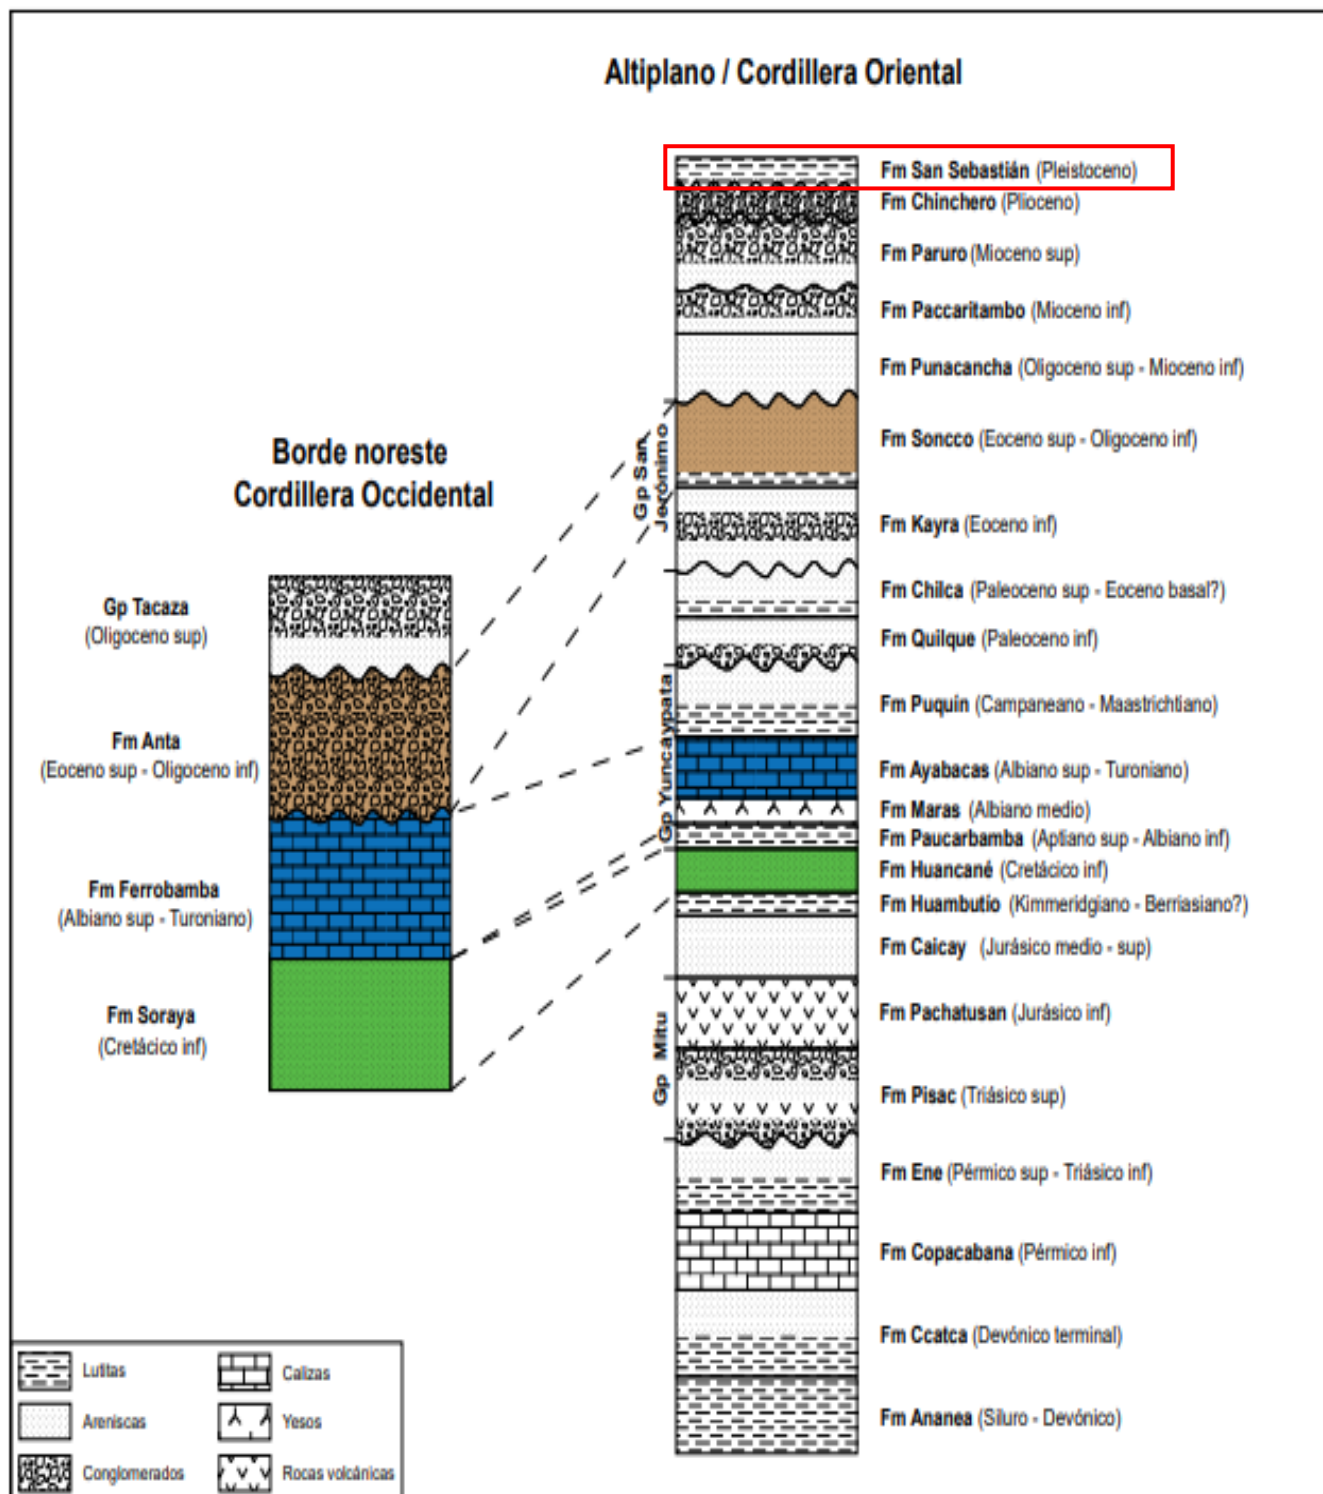 Altiplano / Cordillera Oriental
Fm San Sebastián (Pleistoceno)
Fm Chinchero (Plioceno)
Fm Paruro (Mioceno sup)
Fm Paccaritambo (Mioceno inf)
Fm Punacancha (Oligoceno sup - Mioceno inf)
Fm Soncco (Eoceno sup - Oligoceno inf)
Gp San
Jerónimo
Fm Kayra (Eoceno inf)
Fm Chilca (Paleoceno sup - Eoceno basal?)
Fm Quilque (Paleoceno inf)
Fm Puquín (Campaneano - Maastrichtiano)
Gp Yuncaypata
Fm Ayabacas (Albiano sup - Turoniano)
Fm Maras (Albiano medio)
Fm Paucarbamba (Aptiano sup - Albiano inf)
Fm Huancané (Cretácico inf)
Fm Huambutío (Kimmeridgiano - Berriasiano?)
Fm Caicay (Jurásico medio - sup)
Fm Pachatusan (Jurásico inf)
Gp Mitu
Fm Pisac (Triásico sup)
Fm Ene (Pérmico sup - Triásico inf)
Fm Copacabana (Pérmico inf)
Fm Ccatca (Devónico terminal)
Fm Ananea (Siluro - Devónico)
Borde noreste
Cordillera Occidental
Gp Tacaza
(Oligoceno sup)
Fm Anta
(Eoceno sup - Oligoceno inf)
Fm Ferrobamba
(Albiano sup - Turoniano)
Fm Soraya
(Cretácico inf)
Lutitas
Calizas
Areniscas
Yesos
Conglomerados
Rocas volcánicas